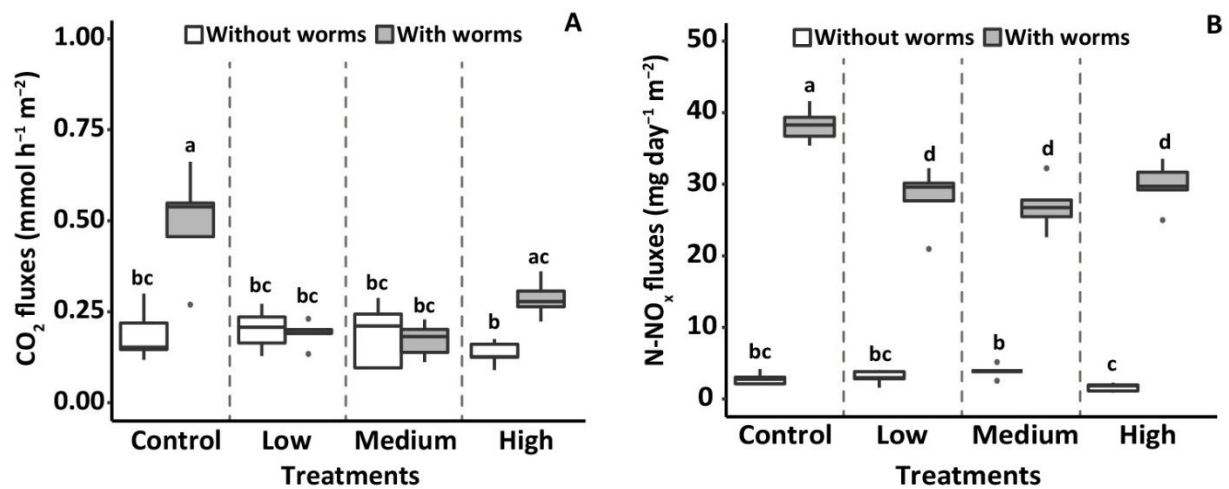 A
Without worms With worms
1.00
0.75
0.50
0.25
0.00
CO₂ fluxes (mmol h⁻¹ m⁻²)
bc a bc bc bc bc b ac
Control Low Medium High
Treatments
B
Without worms With worms
50
40
30
20
10
0
N-NOₓ fluxes (mg day⁻¹ m⁻²)
bc a bc d b d c d
Control Low Medium High
Treatments